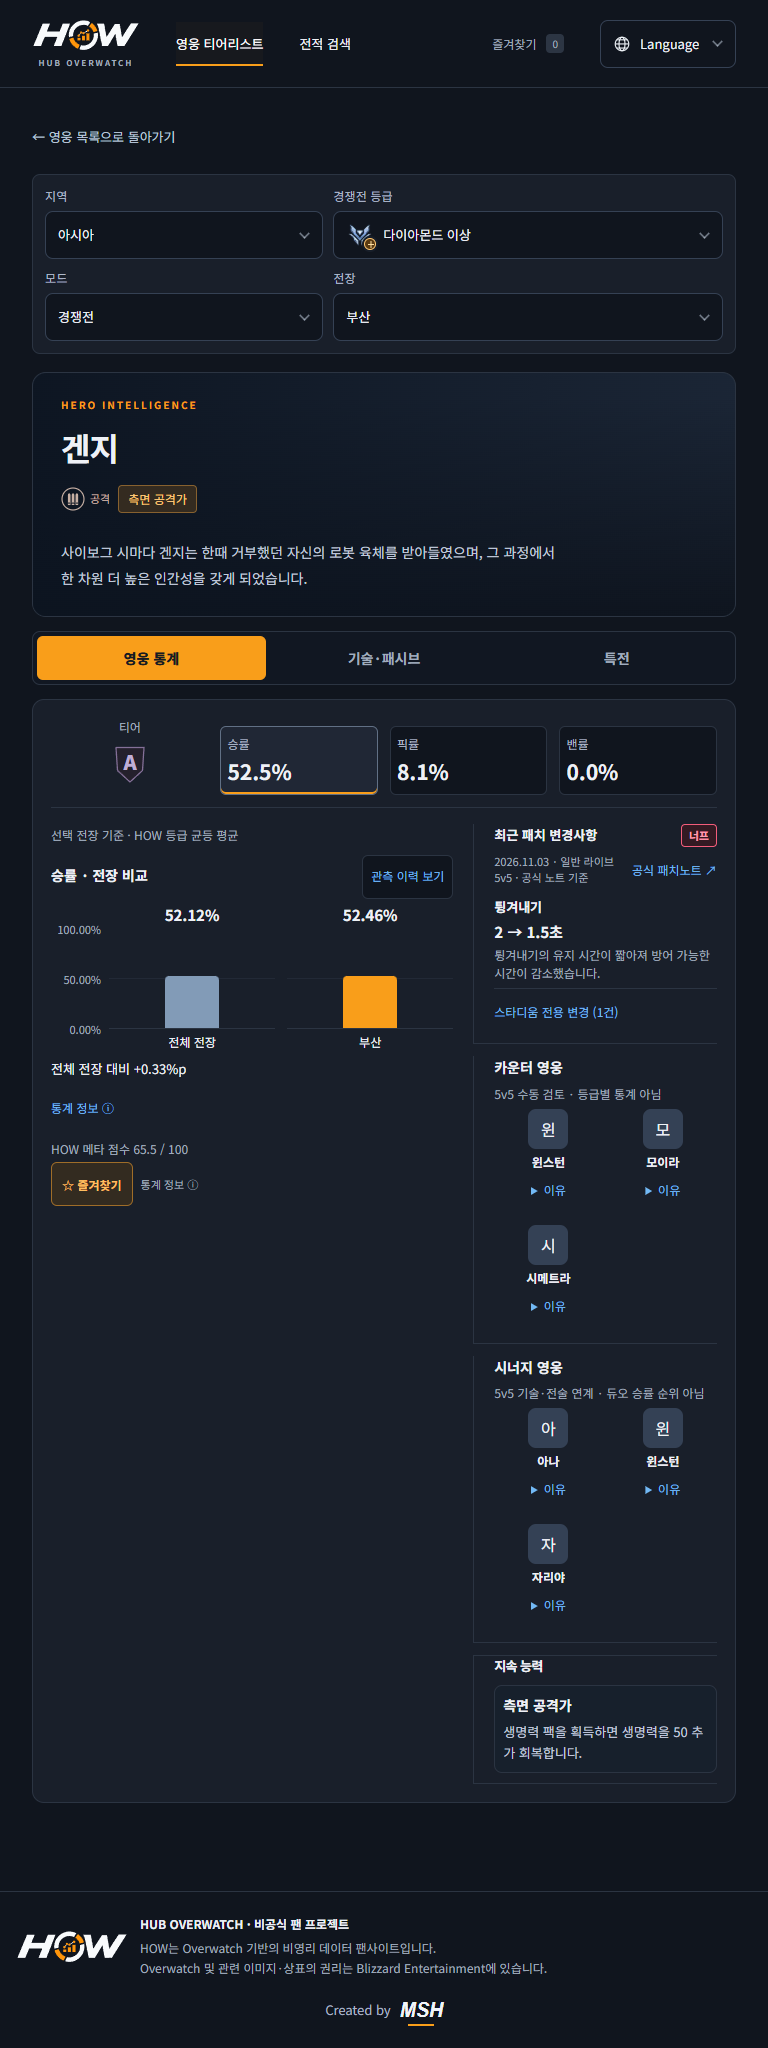 HOW
HUB OVERWATCH
영웅 티어리스트
전적 검색
즐겨찾기 0
Language
← 영웅 목록으로 돌아가기
지역
경쟁전 등급
아시아
다이아몬드 이상
모드
전장
경쟁전
부산
HERO INTELLIGENCE
겐지
공격
측면 공격가
사이보그 시마다 겐지는 한때 거부했던 자신의 로봇 육체를 받아들였으며, 그 과정에서
한 차원 더 높은 인간성을 갖게 되었습니다.
영웅 통계
기술·패시브
특전
티어
A
승률
52.5%
픽률
8.1%
밴률
0.0%
선택 전장 기준 · HOW 등급 균등 평균
승률 · 전장 비교
관측 이력 보기
52.12%
52.46%
100.00%
50.00%
0.00%
전체 전장
부산
전체 전장 대비 +0.33%p
통계 정보 ⓘ
HOW 메타 점수 65.5 / 100
☆ 즐겨찾기
통계 정보 ⓘ
최근 패치 변경사항
너프
2026.11.03 · 일반 라이브
5v5 · 공식 노트 기준
공식 패치노트 ↗
튕겨내기
2 → 1.5초
튕겨내기의 유지 시간이 짧아져 방어 가능한
시간이 감소했습니다.
스타디움 전용 변경 (1건)
카운터 영웅
5v5 수동 검토 · 등급별 통계 아님
윈
모
윈스턴
모이라
▶ 이유
▶ 이유
시
시메트라
▶ 이유
시너지 영웅
5v5 기술·전술 연계 · 듀오 승률 순위 아님
아
윈
아나
윈스턴
▶ 이유
▶ 이유
자
자리야
▶ 이유
지속 능력
측면 공격가
생명력 팩을 획득하면 생명력을 50 추
가 회복합니다.
HOW
HUB OVERWATCH · 비공식 팬 프로젝트
HOW는 Overwatch 기반의 비영리 데이터 팬사이트입니다.
Overwatch 및 관련 이미지·상표의 권리는 Blizzard Entertainment에 있습니다.
Created by MSH